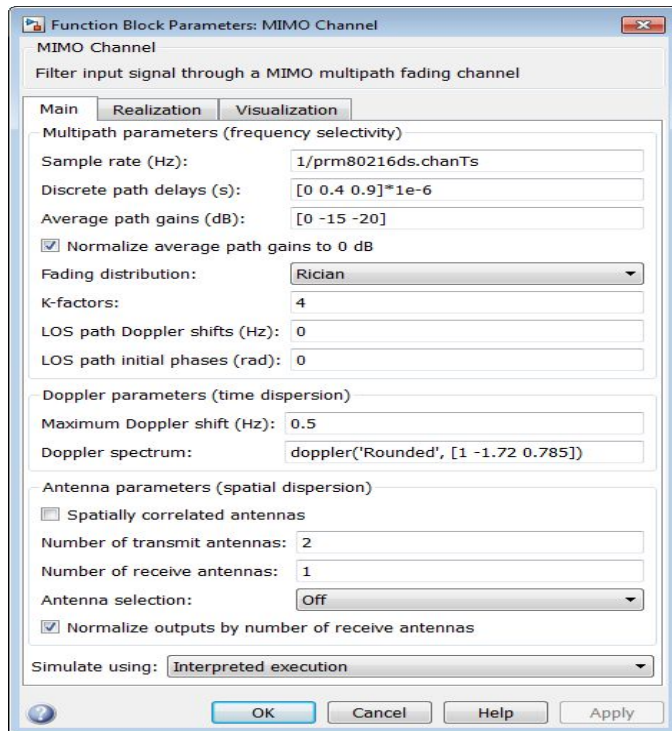 Function Block Parameters: MIMO Channel
MIMO Channel
Filter input signal through a MIMO multipath fading channel
Main Realization Visualization
Multipath parameters (frequency selectivity)
Sample rate (Hz): 1/prm80216ds.chanTs
Discrete path delays (s): [0 0.4 0.9]*1e-6
Average path gains (dB): [0 -15 -20]
Normalize average path gains to 0 dB
Fading distribution: Rician
K-factors: 4
LOS path Doppler shifts (Hz): 0
LOS path initial phases (rad): 0
Doppler parameters (time dispersion)
Maximum Doppler shift (Hz): 0.5
Doppler spectrum: doppler('Rounded', [1 -1.72 0.785])
Antenna parameters (spatial dispersion)
Spatially correlated antennas
Number of transmit antennas: 2
Number of receive antennas: 1
Antenna selection: Off
Normalize outputs by number of receive antennas
Simulate using: Interpreted execution
? OK Cancel Help Apply